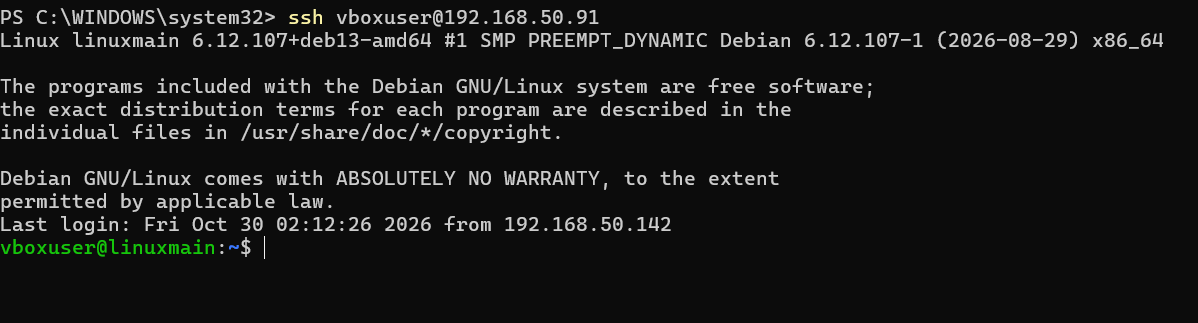 PS C:\WINDOWS\system32> ssh vboxuser@192.168.50.91
Linux linuxmain 6.12.107+deb13-amd64 #1 SMP PREEMPT_DYNAMIC Debian 6.12.107-1 (2026-08-29) x86_64
The programs included with the Debian GNU/Linux system are free software;
the exact distribution terms for each program are described in the
individual files in /usr/share/doc/*/copyright.
Debian GNU/Linux comes with ABSOLUTELY NO WARRANTY, to the extent
permitted by applicable law.
Last login: Fri Oct 30 02:12:26 2026 from 192.168.50.142
vboxuser@linuxmain:~$